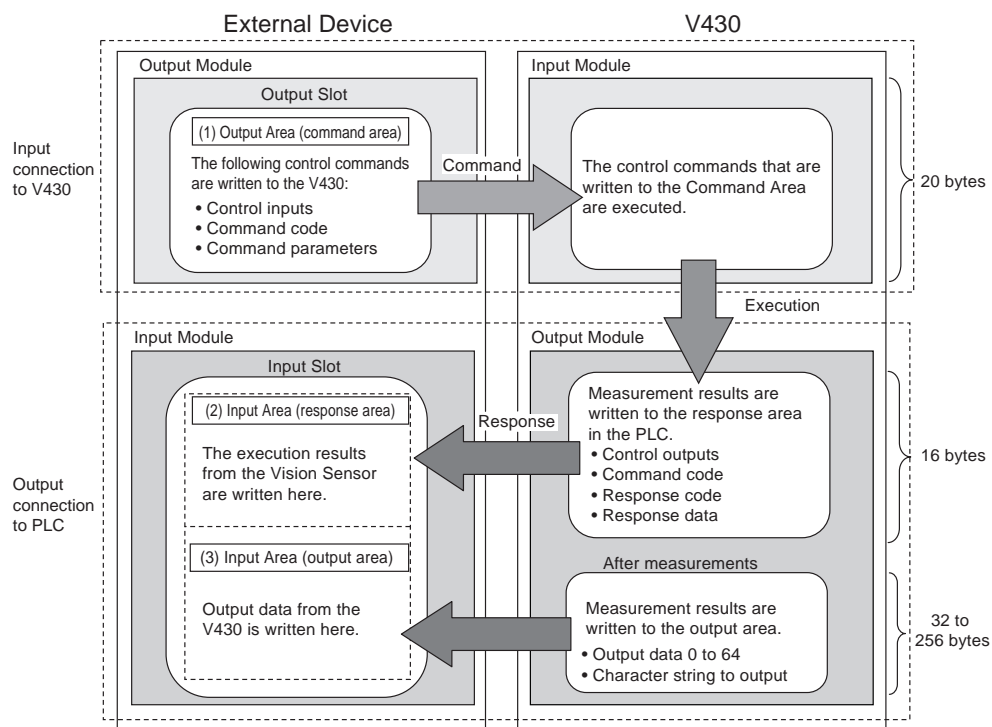 External Device
V430
Output Module
Input Module
Output Slot
(1) Output Area (command area)
The following control commands
are written to the V430:
• Control inputs
• Command code
• Command parameters
Input
connection
to V430
Command
The control commands that are
written to the Command Area
are executed.
20 bytes
Execution
Input Module
Output Module
Input Slot
(2) Input Area (response area)
The execution results
from the Vision Sensor
are written here.
Response
Measurement results are
written to the response area
in the PLC.
• Control outputs
• Command code
• Response code
• Response data
16 bytes
Output
connection
to PLC
(3) Input Area (output area)
Output data from the
V430 is written here.
After measurements
Measurement results are
written to the output area.
• Output data 0 to 64
• Character string to output
32 to
256 bytes